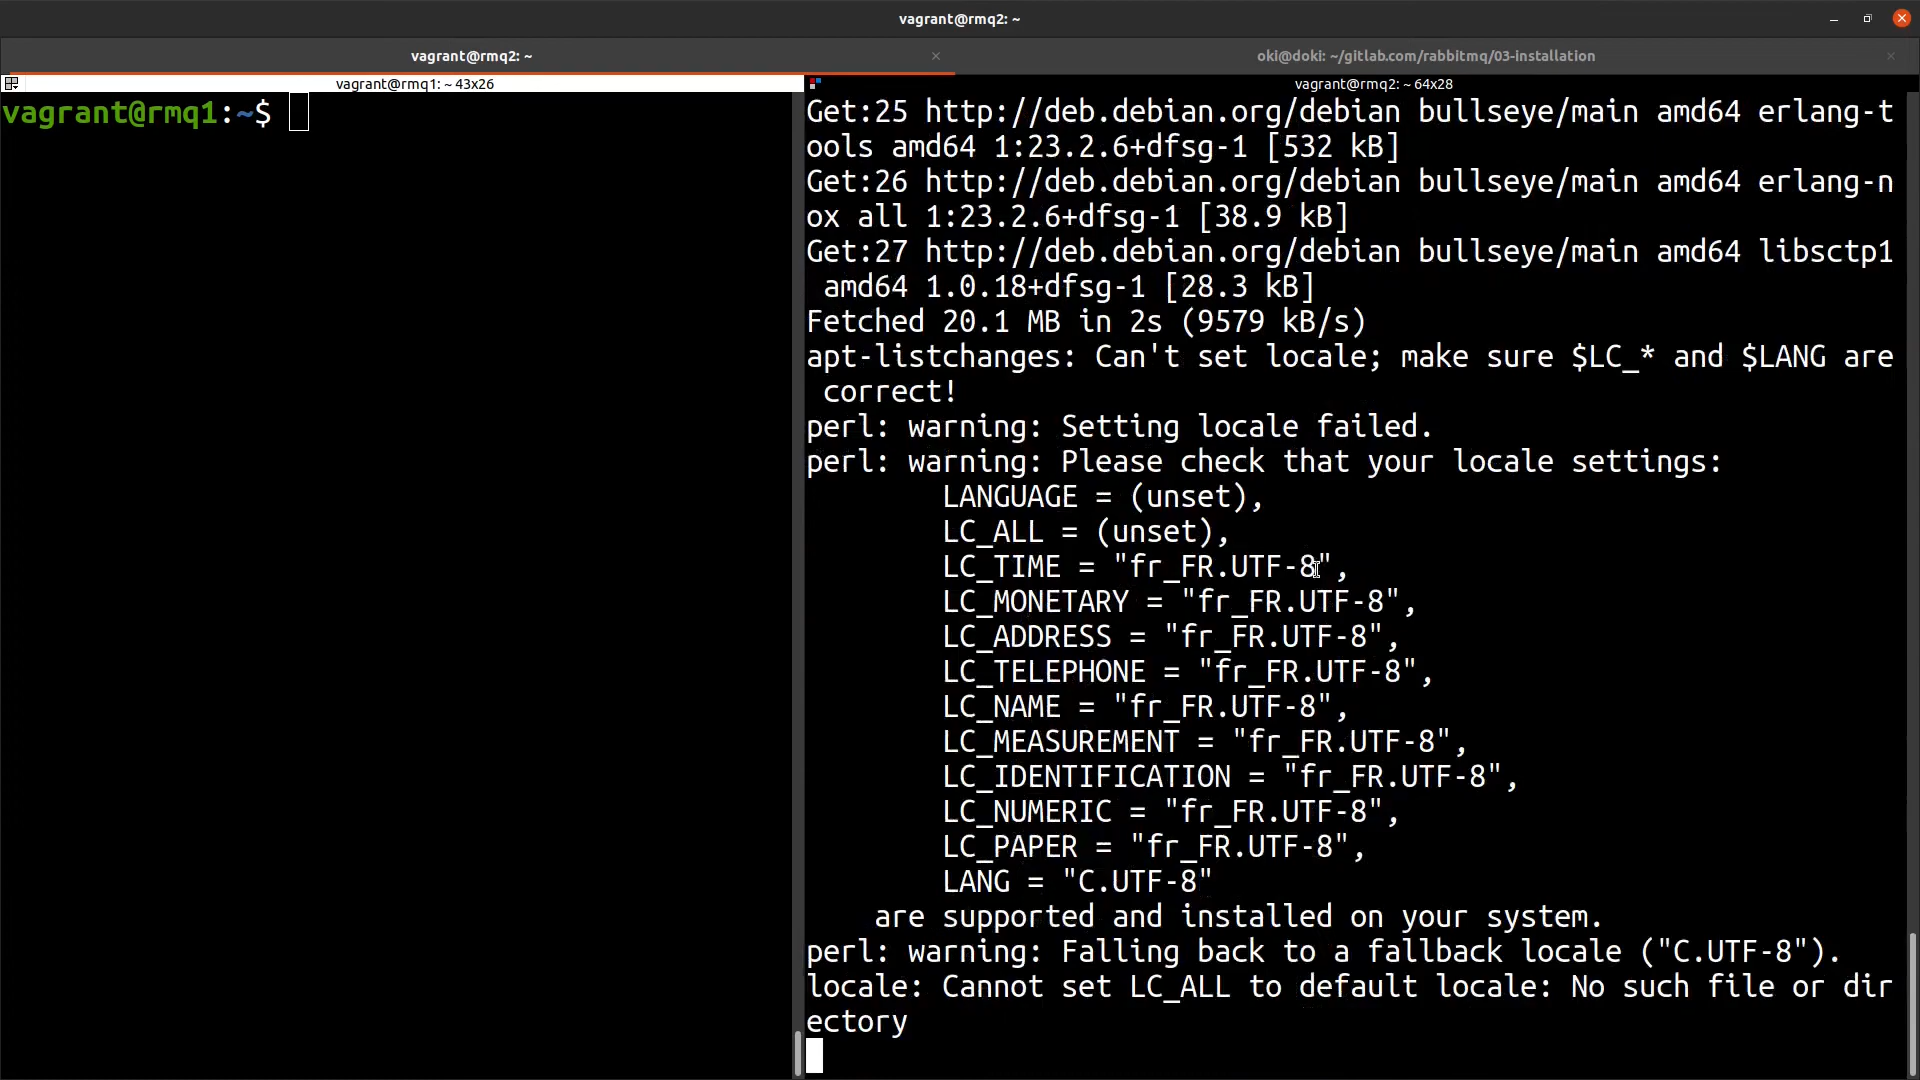 vagrant@rmq2: ~
vagrant@rmq2: ~
oki@doki: ~/gitlab.com/rabbitmq/03-installation
vagrant@rmq1: ~ 43x26
vagrant@rmq1:~$
vagrant@rmq2: ~ 64x28
Get:25 http://deb.debian.org/debian bullseye/main amd64 erlang-t
ools amd64 1:23.2.6+dfsg-1 [532 kB]
Get:26 http://deb.debian.org/debian bullseye/main amd64 erlang-n
ox all 1:23.2.6+dfsg-1 [38.9 kB]
Get:27 http://deb.debian.org/debian bullseye/main amd64 libsctp1
 amd64 1.0.18+dfsg-1 [28.3 kB]
Fetched 20.1 MB in 2s (9579 kB/s)
apt-listchanges: Can't set locale; make sure $LC_* and $LANG are
 correct!
perl: warning: Setting locale failed.
perl: warning: Please check that your locale settings:
        LANGUAGE = (unset),
        LC_ALL = (unset),
        LC_TIME = "fr_FR.UTF-8",
        LC_MONETARY = "fr_FR.UTF-8",
        LC_ADDRESS = "fr_FR.UTF-8",
        LC_TELEPHONE = "fr_FR.UTF-8",
        LC_NAME = "fr_FR.UTF-8",
        LC_MEASUREMENT = "fr_FR.UTF-8",
        LC_IDENTIFICATION = "fr_FR.UTF-8",
        LC_NUMERIC = "fr_FR.UTF-8",
        LC_PAPER = "fr_FR.UTF-8",
        LANG = "C.UTF-8"
    are supported and installed on your system.
perl: warning: Falling back to a fallback locale ("C.UTF-8").
locale: Cannot set LC_ALL to default locale: No such file or dir
ectory